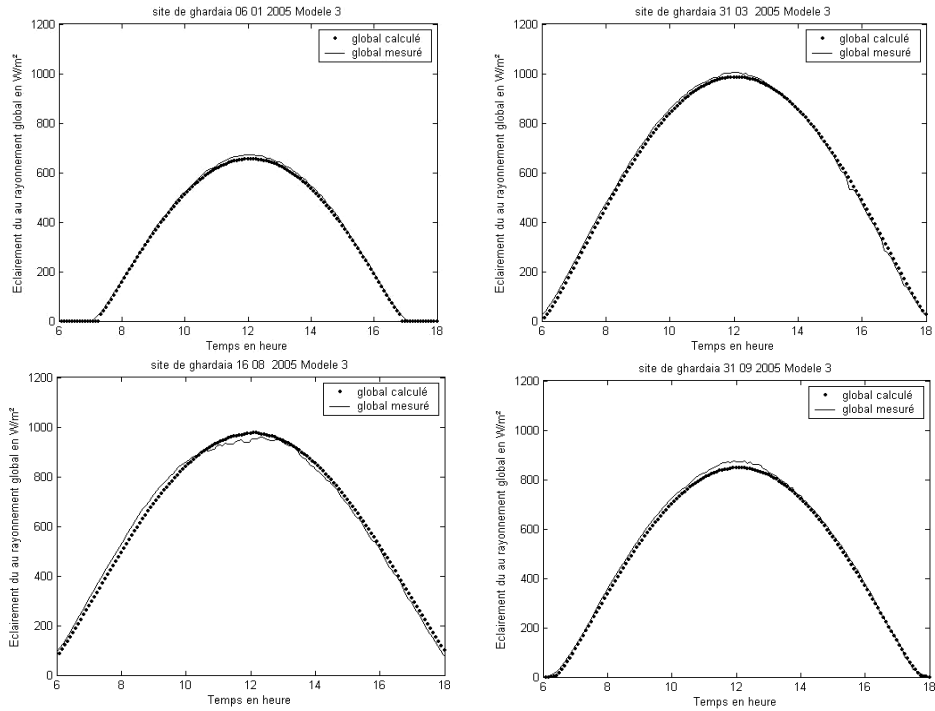 site de ghardaia 06 01 2005 Modele 3
1200
1000
800
600
400
200
0
Eclairement du au rayonnement global en W/m²
global calculé
global mesuré
6 8 10 12 14 16 18
Temps en heure
site de ghardaia 31 03 2005 Modele 3
1200
1000
800
600
400
200
0
Eclairement du au rayonnement global en W/m²
global calculé
global mesuré
6 8 10 12 14 16 18
Temps en heure
site de ghardaia 16 08 2005 Modele 3
1200
1000
800
600
400
200
0
Eclairement du au rayonnement global en W/m²
global calculé
global mesuré
6 8 10 12 14 16 18
Temps en heure
site de ghardaia 31 09 2005 Modele 3
1200
1000
800
600
400
200
0
Eclairement du au rayonnement global en W/m²
global calculé
global mesuré
6 8 10 12 14 16 18
Temps en heure